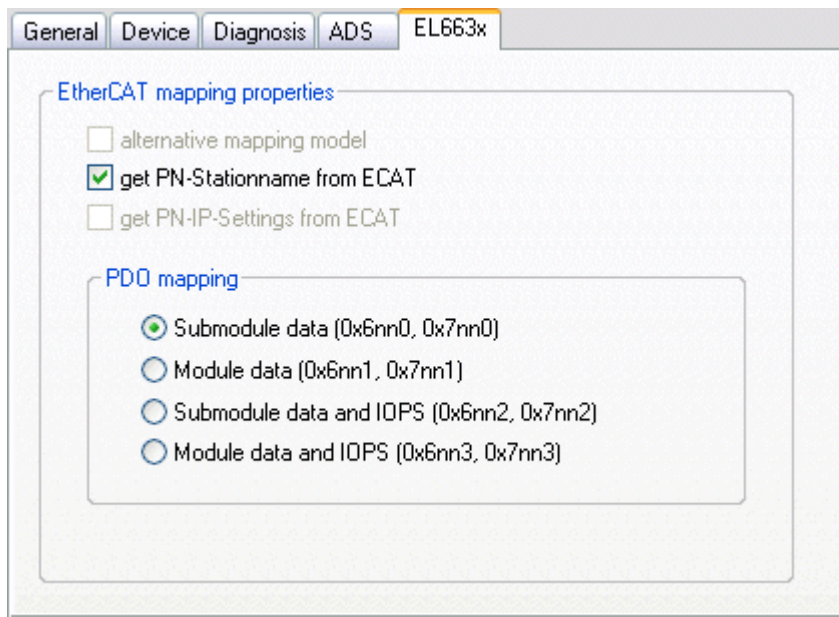 General Device Diagnosis ADS EL663x
EtherCAT mapping properties
alternative mapping model
get PN-Stationname from ECAT
get PN-IP-Settings from ECAT
PDO mapping
Submodule data (0x6nn0, 0x7nn0)
Module data (0x6nn1, 0x7nn1)
Submodule data and IOPS (0x6nn2, 0x7nn2)
Module data and IOPS (0x6nn3, 0x7nn3)